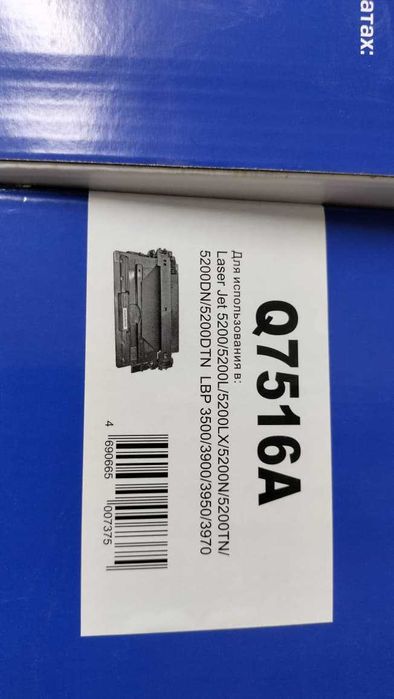 атах:
Q7516A
Для использования в:
Laser Jet 5200/5200L/5200LX/5200N/5200TN/
5200DN/5200DTN LBP 3500/3900/3950/3970
4 690665 007375